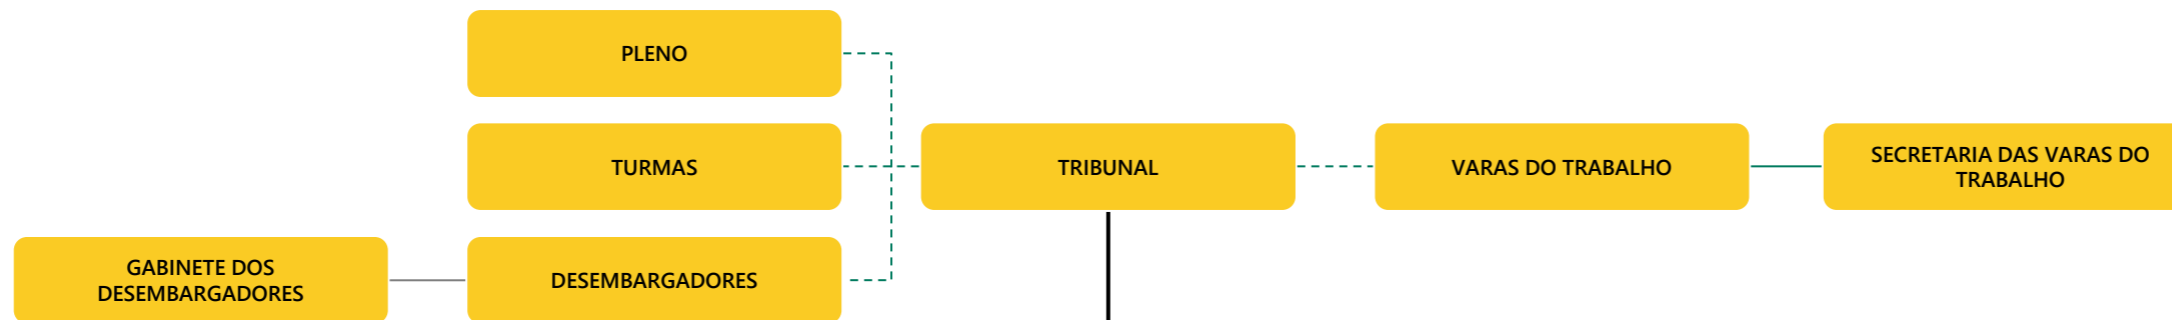 PLENO
TURMAS
TRIBUNAL
VARAS DO TRABALHO
SECRETARIA DAS VARAS DO
TRABALHO
GABINETE DOS
DESEMBARGADORES
DESEMBARGADORES